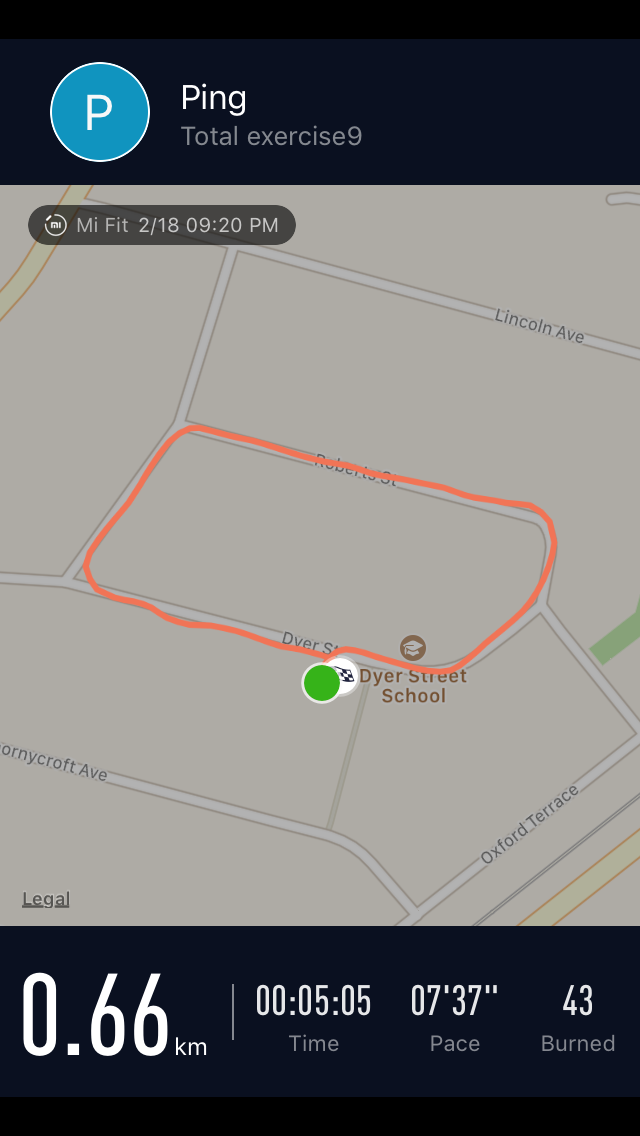 P
Ping
Total exercise9
mi Mi Fit 2/18 09:20 PM
Lincoln Ave
Roberts St
Dyer St
Dyer Street
School
ornycroft Ave
Oxford Terrace
Legal
0.66 km
00:05:05 07'37" 43
Time Pace Burned